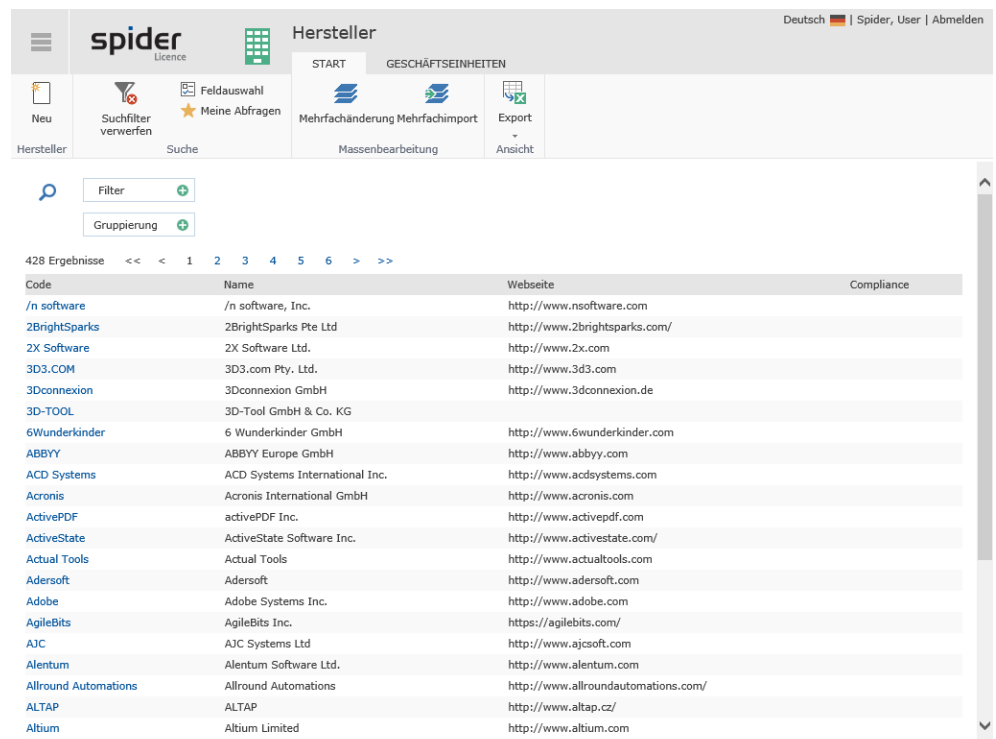 Deutsch | Spider, User | Abmelden
spider
Licence
Hersteller
START GESCHÄFTSEINHEITEN
Neu
Suchfilter verwerfen
Feldauswahl
Meine Abfragen
Mehrfachänderung Mehrfachimport
Export
Hersteller Suche Massenbearbeitung Ansicht
Filter
Gruppierung
428 Ergebnisse << < 1 2 3 4 5 6 > >>
Code Name Webseite Compliance
/n software /n software, Inc. http://www.nsoftware.com
2BrightSparks 2BrightSparks Pte Ltd http://www.2brightsparks.com/
2X Software 2X Software Ltd. http://www.2x.com
3D3.COM 3D3.com Pty. Ltd. http://www.3d3.com
3Dconnexion 3Dconnexion GmbH http://www.3dconnexion.de
3D-TOOL 3D-Tool GmbH & Co. KG
6Wunderkinder 6 Wunderkinder GmbH http://www.6wunderkinder.com
ABBYY ABBYY Europe GmbH http://www.abbyy.com
ACD Systems ACD Systems International Inc. http://www.acdsystems.com
Acronis Acronis International GmbH http://www.acronis.com
ActivePDF activePDF Inc. http://www.activepdf.com
ActiveState ActiveState Software Inc. http://www.activestate.com/
Actual Tools Actual Tools http://www.actualtools.com
Adersoft Adersoft http://www.adersoft.com
Adobe Adobe Systems Inc. http://www.adobe.com
AgileBits AgileBits Inc. https://agilebits.com/
AJC AJC Systems Ltd http://www.ajcsoft.com
Alentum Alentum Software Ltd. http://www.alentum.com
Allround Automations Allround Automations http://www.allroundautomations.com/
ALTAP ALTAP http://www.altap.cz/
Altium Altium Limited http://www.altium.com